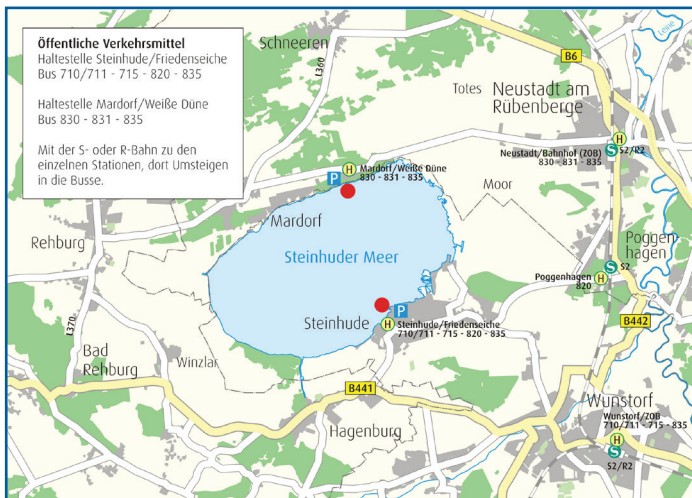 Öffentliche Verkehrsmittel
Haltestelle Steinhude/Friedenseiche
Bus 710/711 - 715 - 820 - 835
Haltestelle Mardorf/Weiße Düne
Bus 830 - 831 - 835
Mit der S- oder R-Bahn zu den
einzelnen Stationen, dort Umsteigen
in die Busse.
Schneeren
L360
B6
Leine
Totes
Neustadt am
Rübenberge
H
S
S2/R2
Neustadt/Bahnhof (ZOB)
830 - 831 - 835
H
Mardorf/Weiße Düne
830 - 831 - 835
P
Moor
Mardorf
Rehburg
Steinhuder Meer
Poggen
hagen
S
S2
Poggenhagen
820
H
L370
P
Steinhude
H
Steinhude/Friedenseiche
710/711 - 715 - 820 - 835
B442
Bad
Rehburg
Winzlar
B441
Wunstorf
Wunstorf/ZOB
710/711 - 715 - 835
Hagenburg
H
S
S2/R2